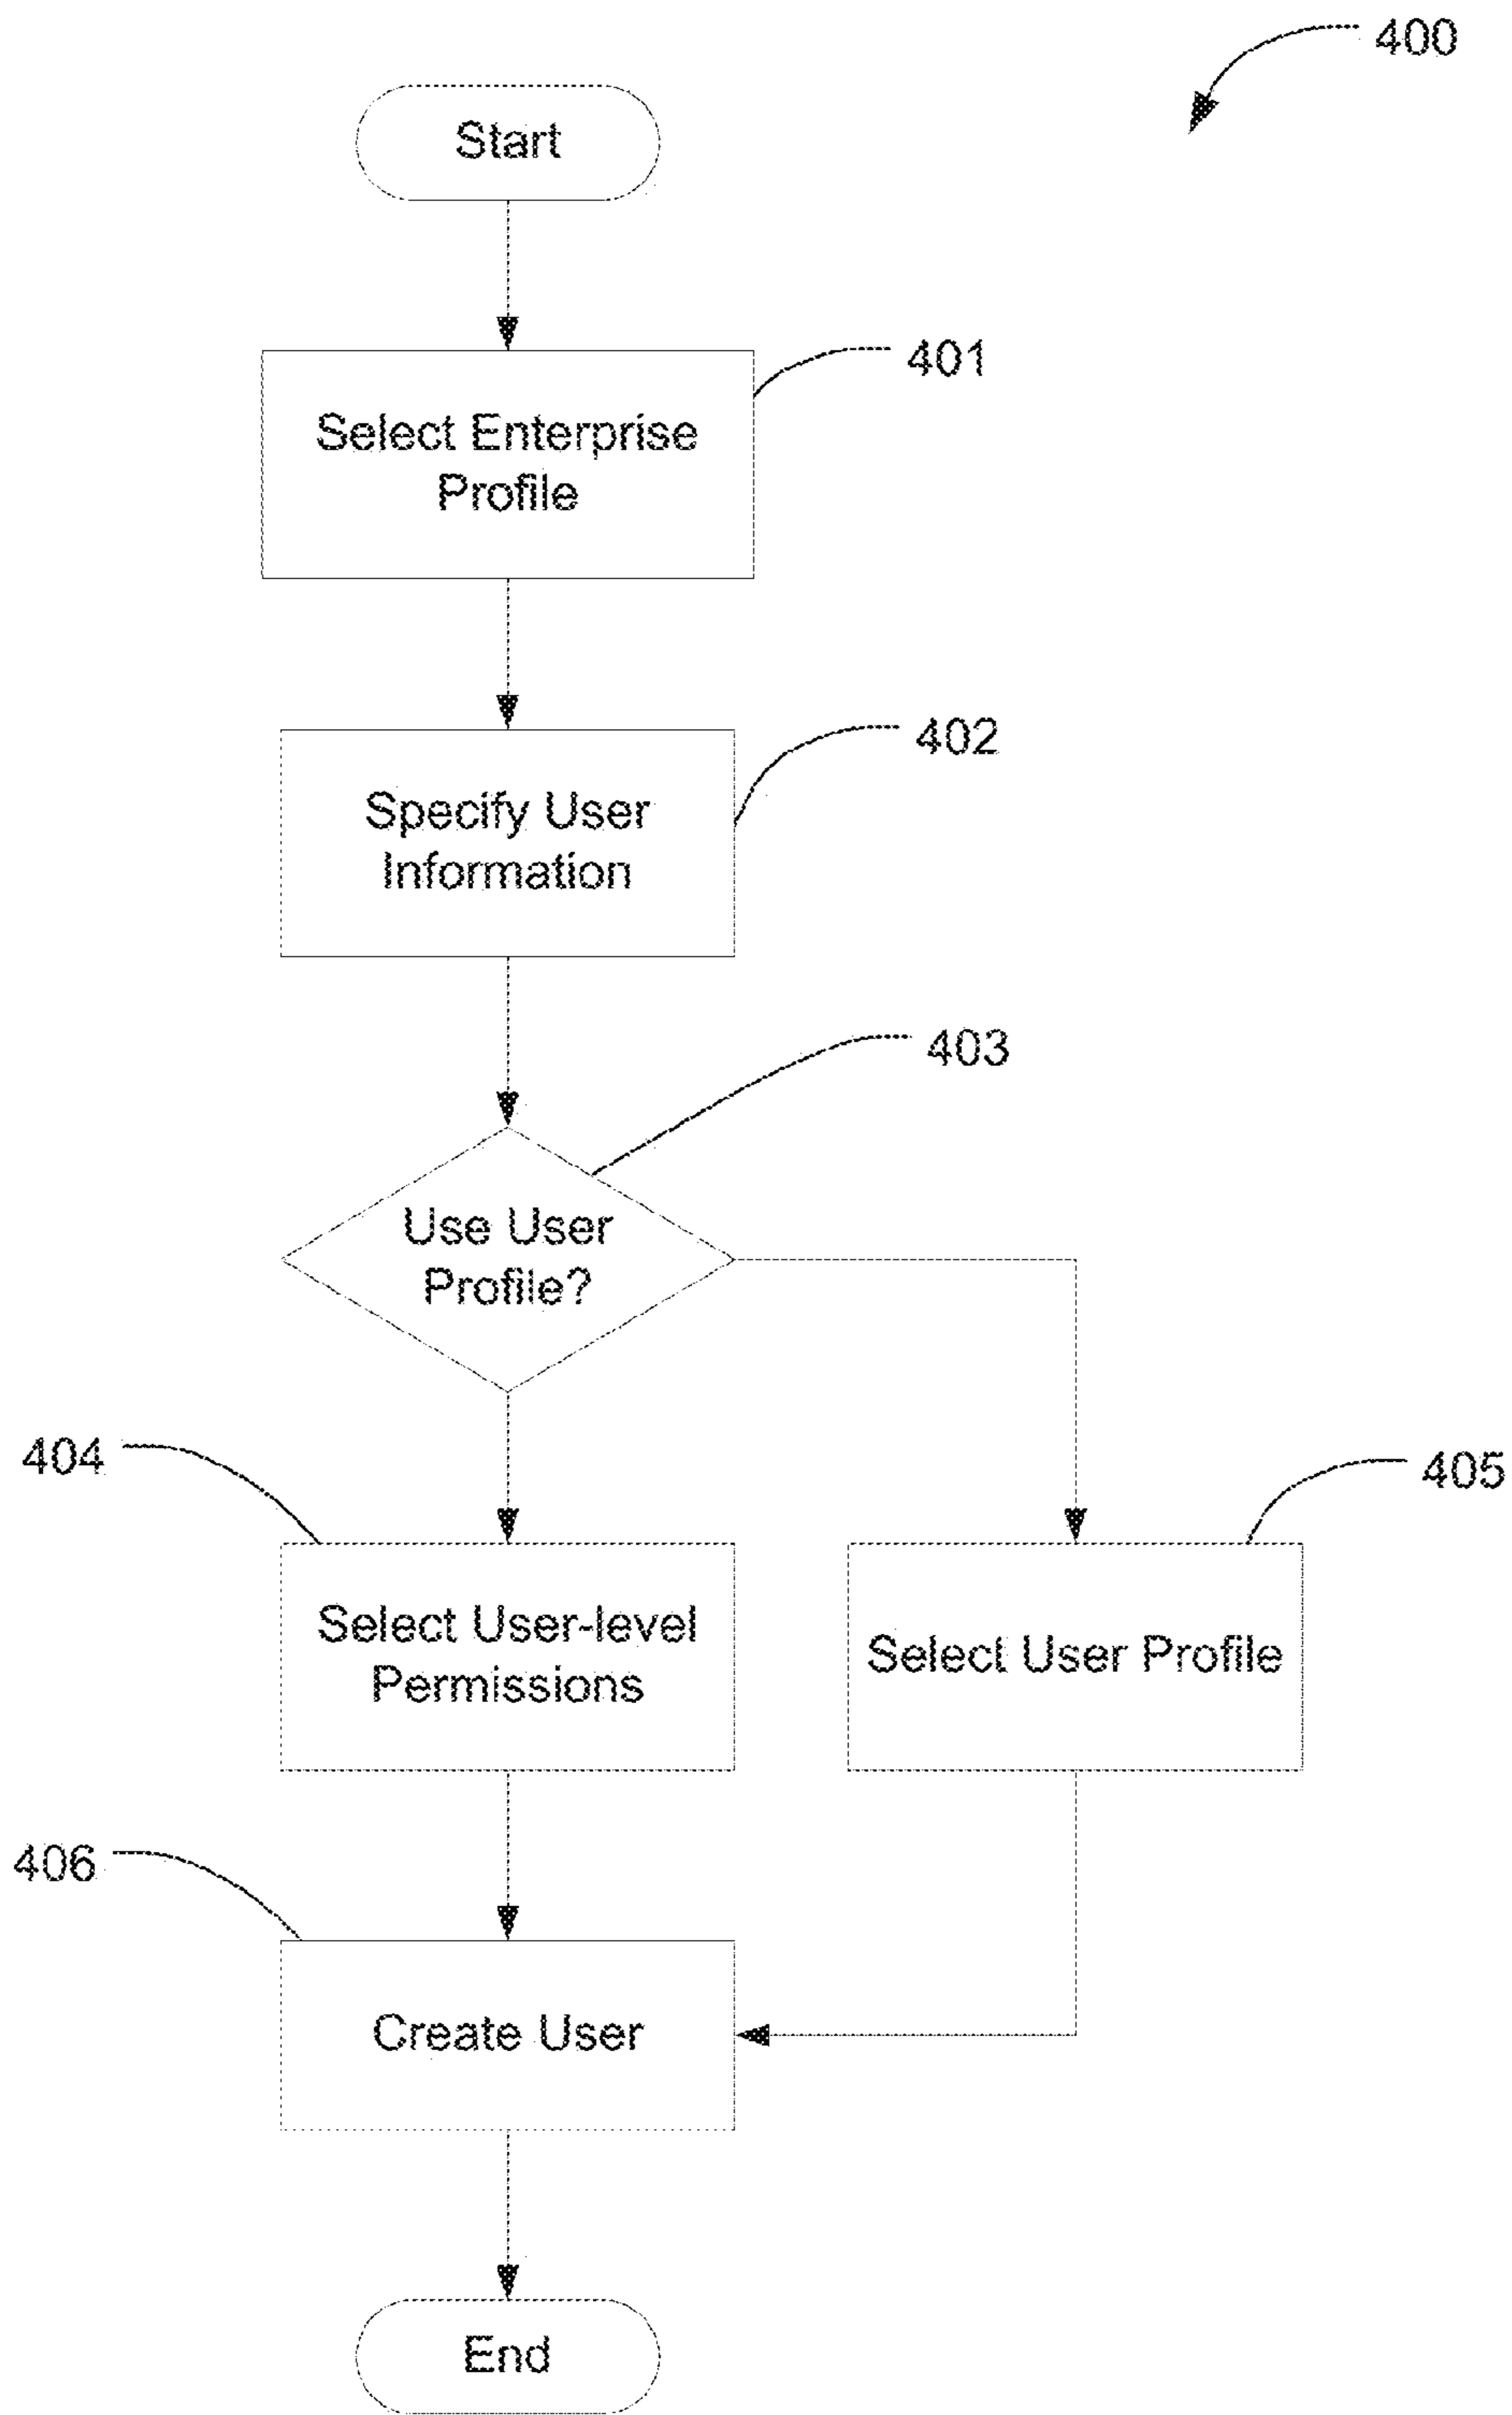 400
Start
401
Select Enterprise
Profile
402
Specify User
Information
403
Use User
Profile?
404
405
Select User-level
Permissions
Select User Profile
406
Create User
End